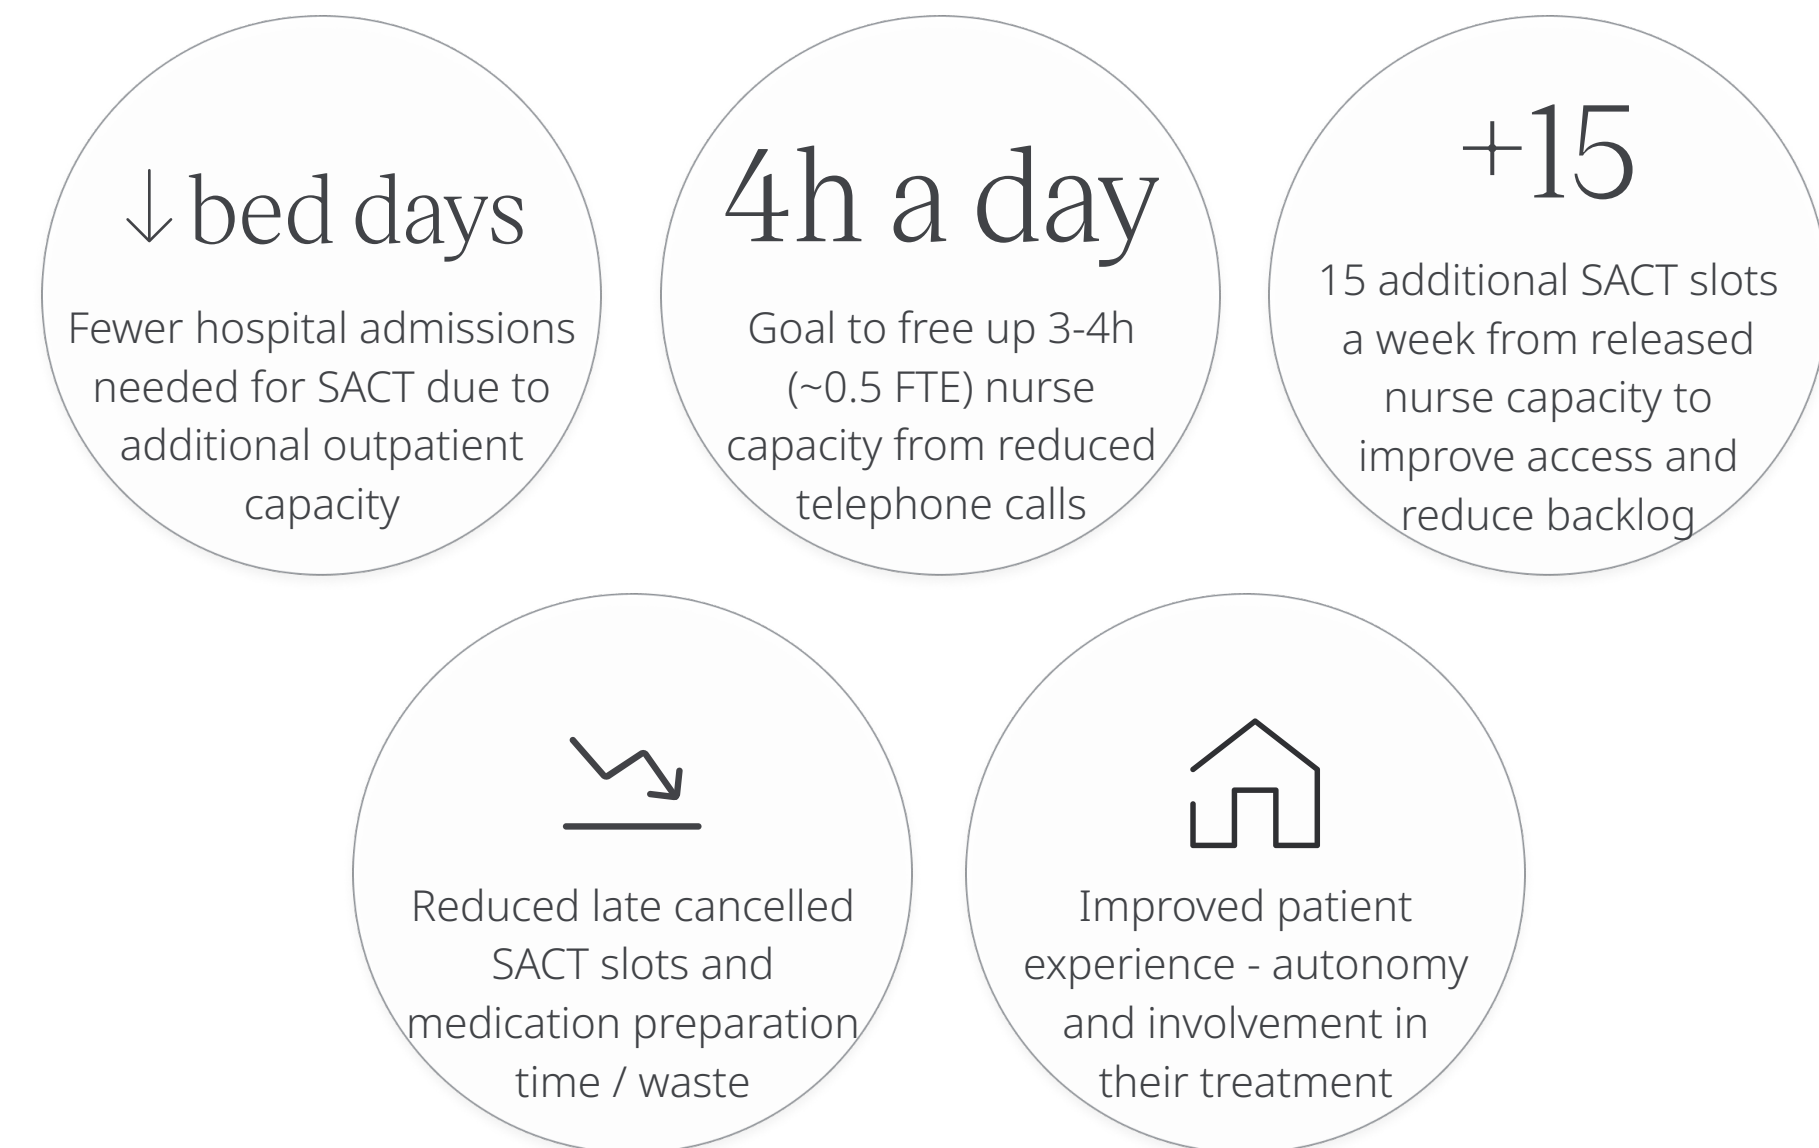 ↓ bed days
Fewer hospital admissions
needed for SACT due to
additional outpatient
capacity
4h a day
Goal to free up 3-4h
(~0.5 FTE) nurse
capacity from reduced
telephone calls
+15
15 additional SACT slots
a week from released
nurse capacity to
improve access and
reduce backlog
Reduced late cancelled
SACT slots and
medication preparation
time / waste
Improved patient
experience - autonomy
and involvement in
their treatment